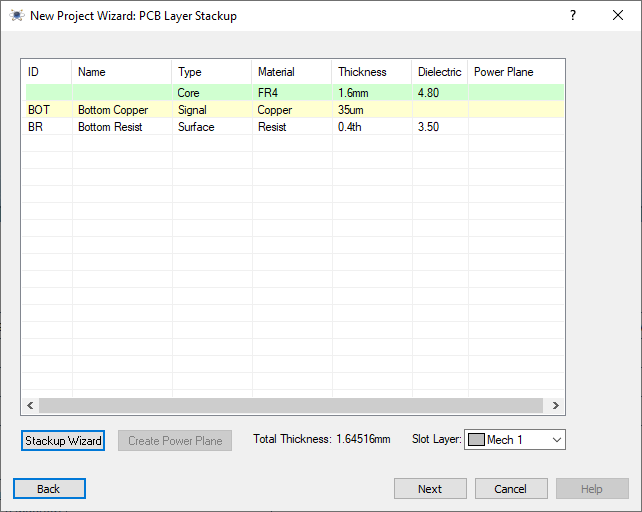 New Project Wizard: PCB Layer Stackup
ID Name Type Material Thickness Dielectric Power Plane
Core FR4 1.6mm 4.80
BOT Bottom Copper Signal Copper 35um
BR Bottom Resist Surface Resist 0.4th 3.50
Stackup Wizard Create Power Plane Total Thickness: 1.64516mm Slot Layer: Mech 1
Back Next Cancel Help